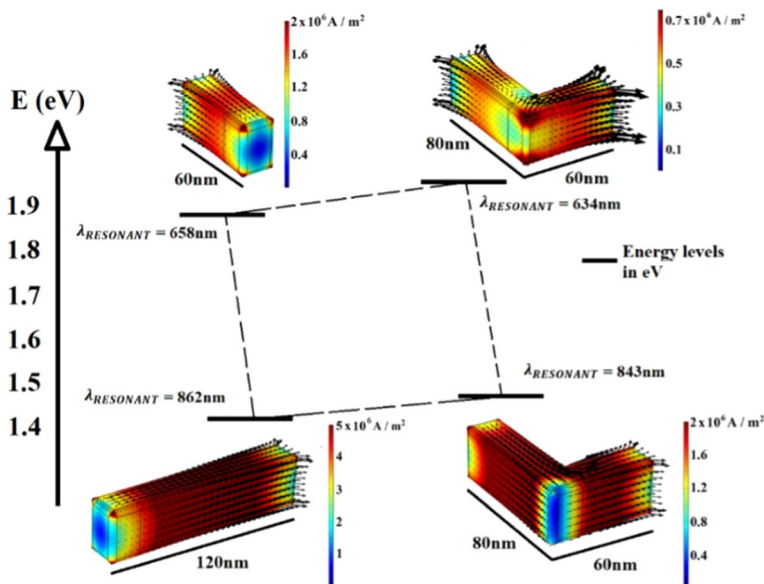 2 x 10⁶ A / m²
1.6
1.2
0.8
0.4
60nm
0.7x10⁶ A / m²
0.5
0.3
0.1
80nm
60nm
E (eV)
1.9
1.8
1.7
1.6
1.5
1.4
λRESONANT = 658nm
λRESONANT = 634nm
Energy levels
in eV
λRESONANT = 862nm
λRESONANT = 843nm
5 x 10⁶ A / m²
4
3
2
1
120nm
2 x 10⁶ A / m²
1.6
1.2
0.8
0.4
80nm
60nm